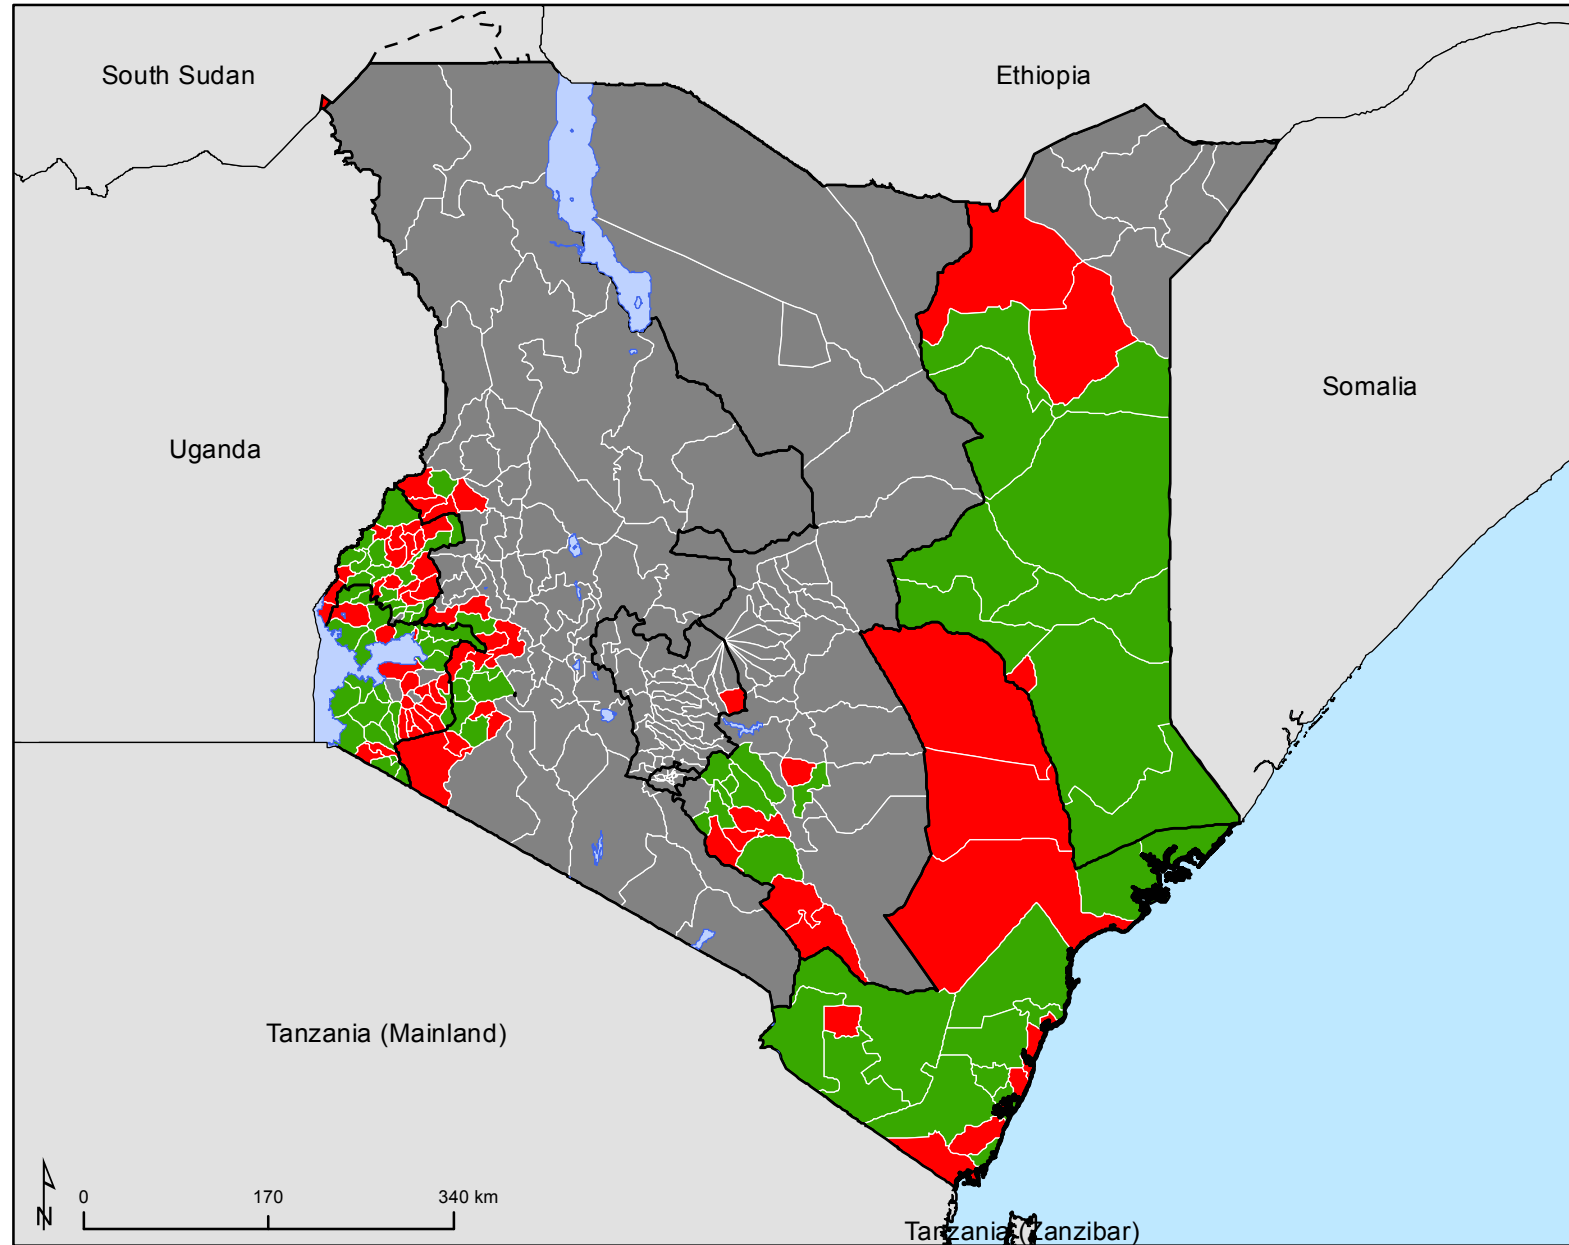 South Sudan
Ethiopia
Somalia
Uganda
Tanzania (Mainland)
N
0 170 340 km
Tanzania (Zanzibar)